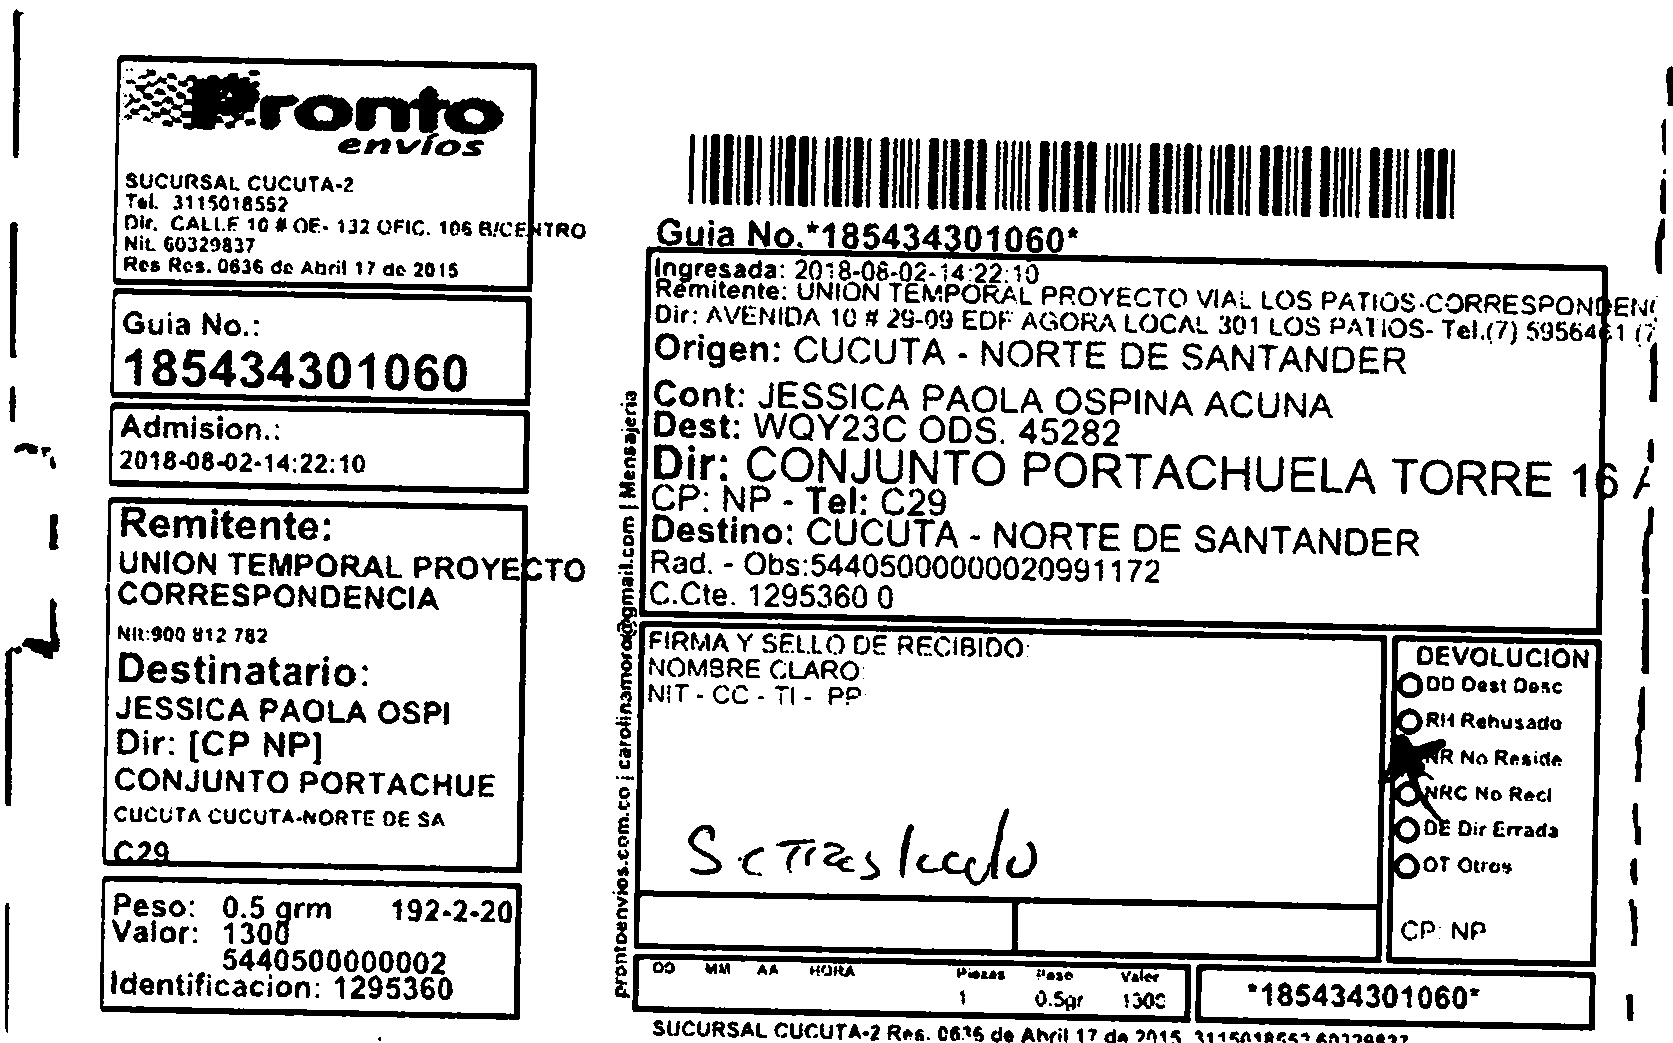 Pronto
envíos
SUCURSAL CUCUTA-2
Tel. 3115018552
Dir. CALLE 10 # OE- 132 OFIC. 106 B/CENTRO
Nit. 60329837
Res Res. 0636 de Abril 17 de 2015
Guia No.:
185434301060
Admision.:
2018-08-02-14:22:10
Remitente:
UNION TEMPORAL PROYECTO
CORRESPONDENCIA
Nit:900 812 782
Destinatario:
JESSICA PAOLA OSPI
Dir: [CP NP]
CONJUNTO PORTACHUE
CUCUTA CUCUTA-NORTE DE SA
C29
Peso: 0.5 grm 192-2-20
Valor: 1300
5440500000002
Identificacion: 1295360
prontoenvios.com.co | carolinamoro@gmail.com | Mensajeria
Guia No.*185434301060*
Ingresada: 2018-08-02-14:22:10
Remitente: UNION TEMPORAL PROYECTO VIAL LOS PATIOS-CORRESPONDENC
Dir: AVENIDA 10 # 29-09 EDF AGORA LOCAL 301 LOS PATIOS- Tel.(7) 5956461 (7
Origen: CUCUTA - NORTE DE SANTANDER
Cont: JESSICA PAOLA OSPINA ACUNA
Dest: WQY23C ODS. 45282
Dir: CONJUNTO PORTACHUELA TORRE 16 A
CP: NP - Tel: C29
Destino: CUCUTA - NORTE DE SANTANDER
Rad. - Obs:54405000000020991172
C.Cte. 1295360 0
FIRMA Y SELLO DE RECIBIDO:
NOMBRE CLARO:
NIT - CC - TI - PP
Se Traslado
DEVOLUCION
DD Dest Desc
RH Rehusado
NR No Reside
NRC No Recl
DE Dir Errada
OT Otros
CP: NP
DD MM AA HORA Piezas Peso Valor
1 0.5gr 1300
*185434301060*
SUCURSAL CUCUTA-2 Res. 0636 de Abril 17 de 2015 3115018552 60329837